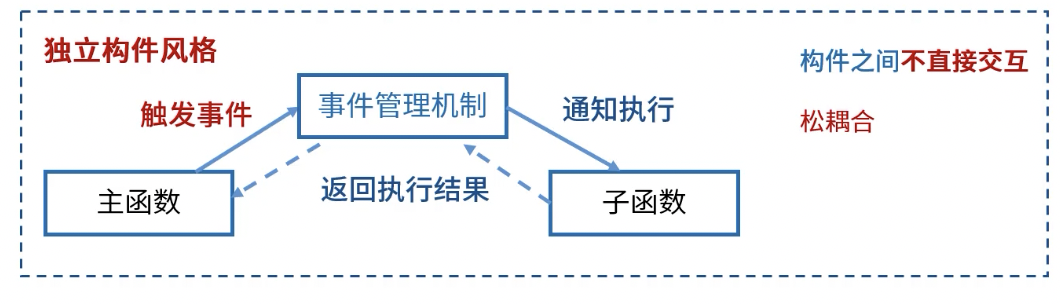 独立构件风格
构件之间不直接交互
事件管理机制
触发事件
通知执行
松耦合
返回执行结果
主函数
子函数